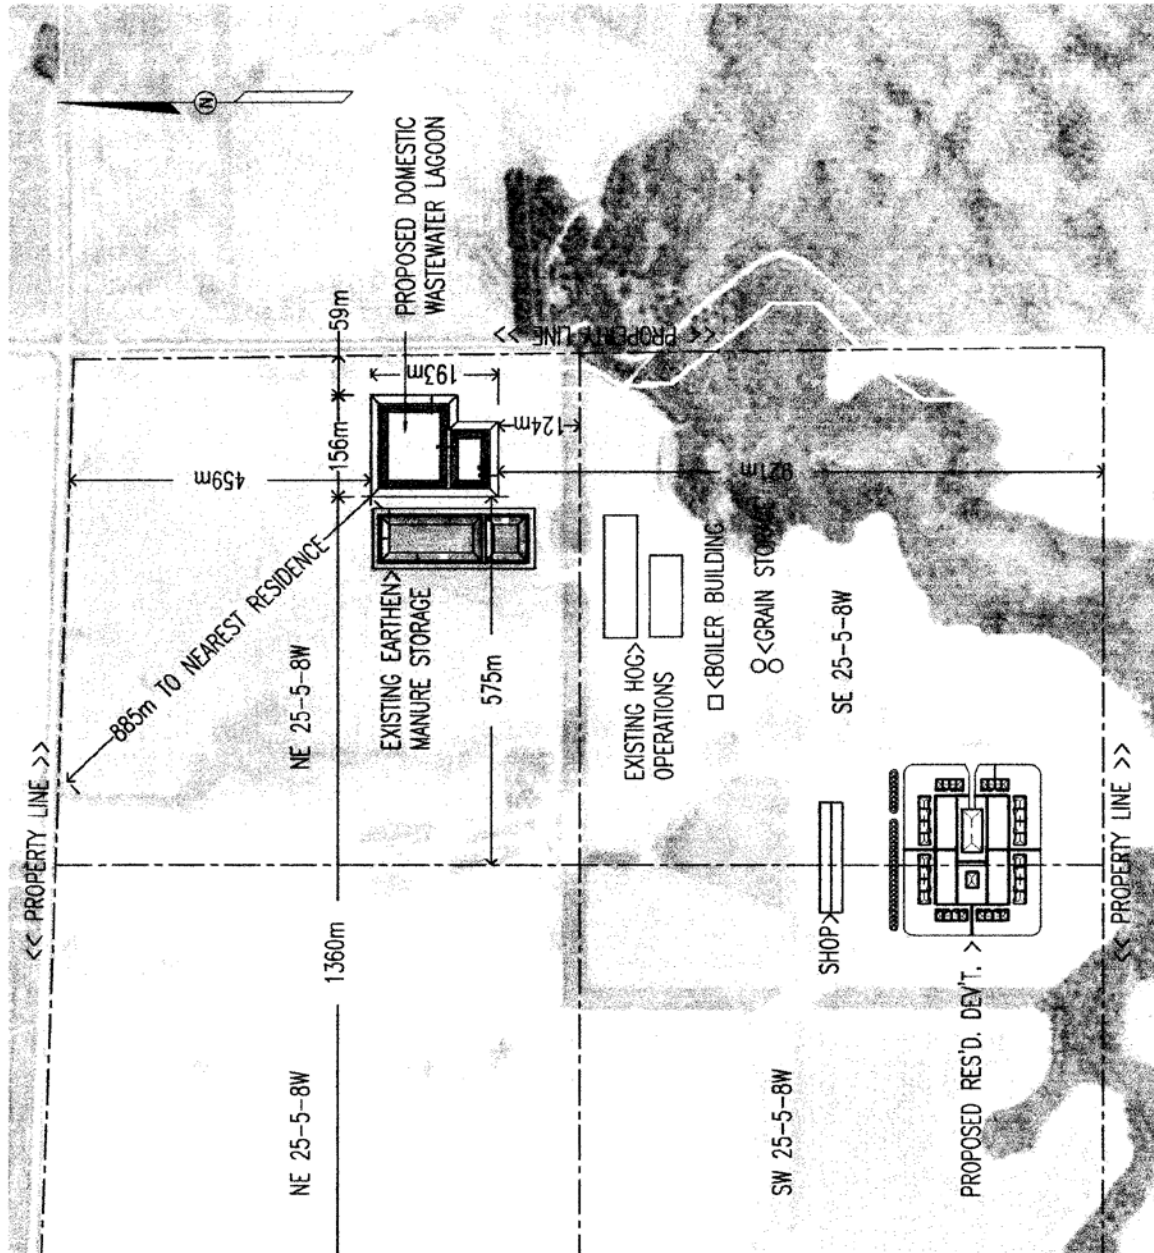 N
PROPOSED DOMESTIC
WASTEWATER LAGOON
59m
<< PROPERTY LINE >>
193m
156m
124m
459m
921m
885m TO NEAREST RESIDENCE
EXISTING EARTHEN>
MANURE STORAGE
NE 25-5-8W
575m
EXISTING HOG>
OPERATIONS
<BOILER BUILDING
<GRAIN STORAGE
SE 25-5-8W
<< PROPERTY LINE >>
1360m
SHOP>
<< PROPERTY LINE >>
NE 25-5-8W
SW 25-5-8W
PROPOSED RES'D. DEV'T. >